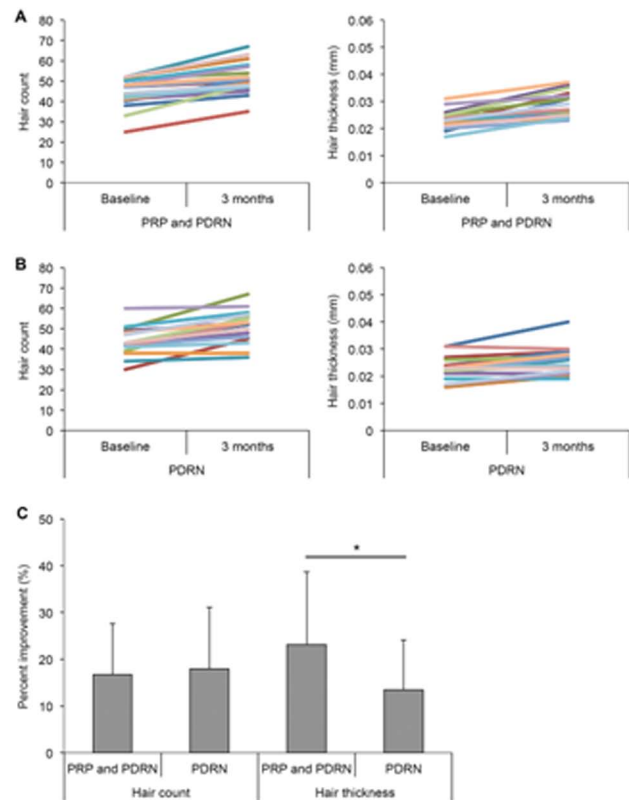 A
80
70
60
50
40
30
20
10
0
Hair count
Baseline
3 months
PRP and PDRN
0.06
0.05
0.04
0.03
0.02
0.01
0
Hair thickness (mm)
Baseline
3 months
PRP and PDRN
B
80
70
60
50
40
30
20
10
0
Hair count
Baseline
3 months
PDRN
0.06
0.05
0.04
0.03
0.02
0.01
0
Hair thickness (mm)
Baseline
3 months
PDRN
C
50
40
30
20
10
0
Percent improvement (%)
*
PRP and PDRN
PDRN
PRP and PDRN
PDRN
Hair count
Hair thickness